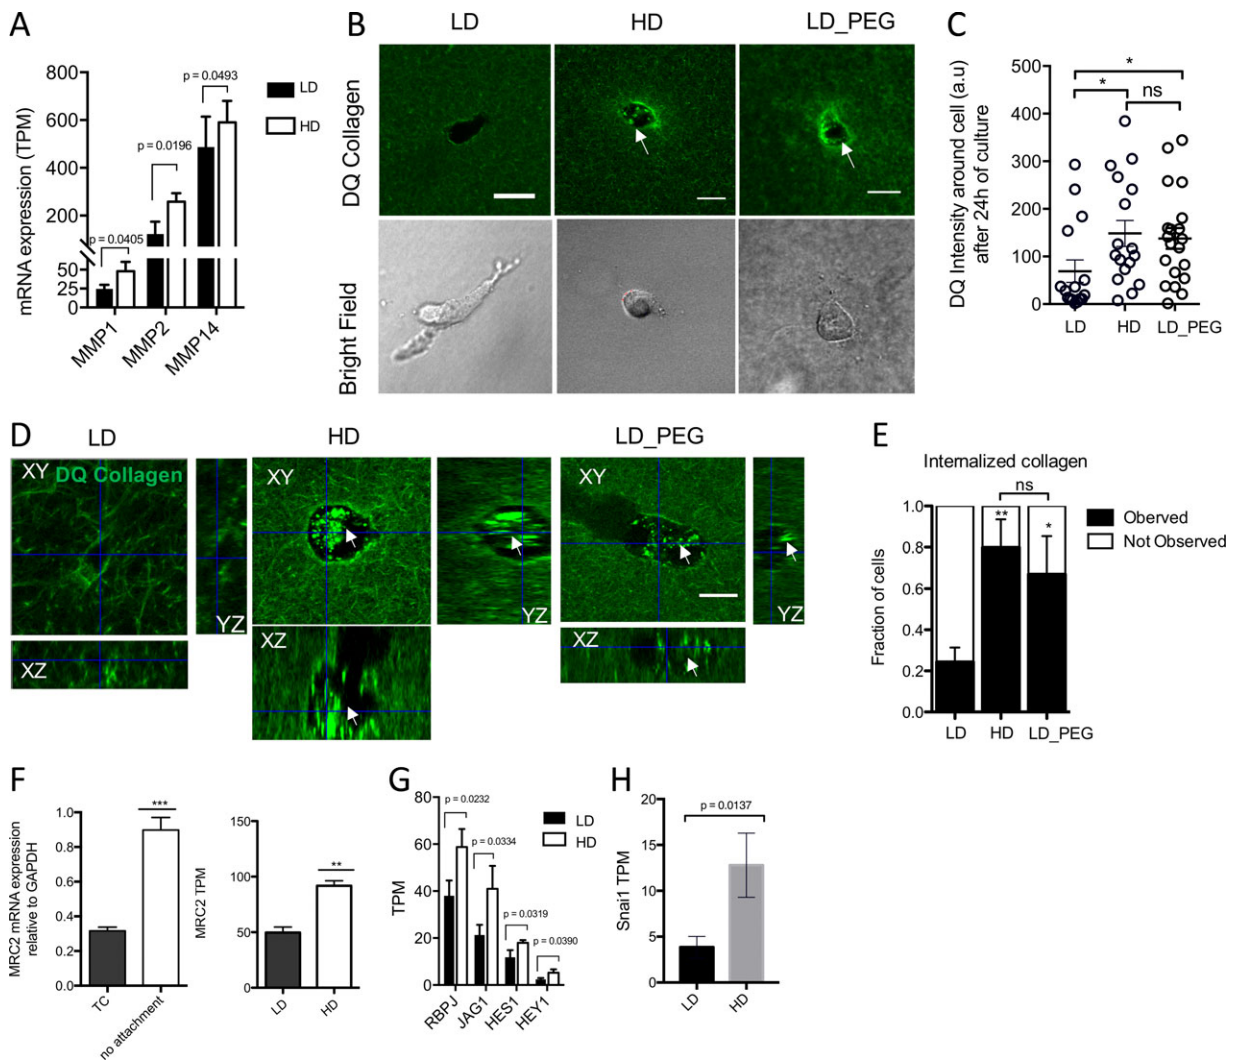 A
mRNA expression (TPM)
800
600
400
200
50
25
0
p = 0.0405
p = 0.0196
p = 0.0493
LD
HD
MMP1
MMP2
MMP14
B
LD
HD
LD_PEG
DQ Collagen
Bright Field
C
DQ Intensity around cell (a.u)
after 24h of culture
500
400
300
200
100
0
*
*
ns
LD
HD
LD_PEG
D
LD
HD
LD_PEG
XY
DQ Collagen
YZ
XZ
XY
YZ
XZ
XY
YZ
XZ
E
Internalized collagen
ns
Fraction of cells
1.0
0.8
0.6
0.4
0.2
0.0
**
*
Oberved
Not Observed
LD
HD
LD_PEG
F
MRC2 mRNA expression
relative to GAPDH
1.0
0.8
0.6
0.4
0.2
0.0
***
TC
no attachment
MRC2 TPM
150
100
50
0
**
LD
HD
G
TPM
80
60
40
20
0
p = 0.0232
p = 0.0334
p = 0.0319
p = 0.0390
LD
HD
RBPJ
JAG1
HES1
HEY1
H
Snai1 TPM
20
15
10
5
0
p = 0.0137
LD
HD